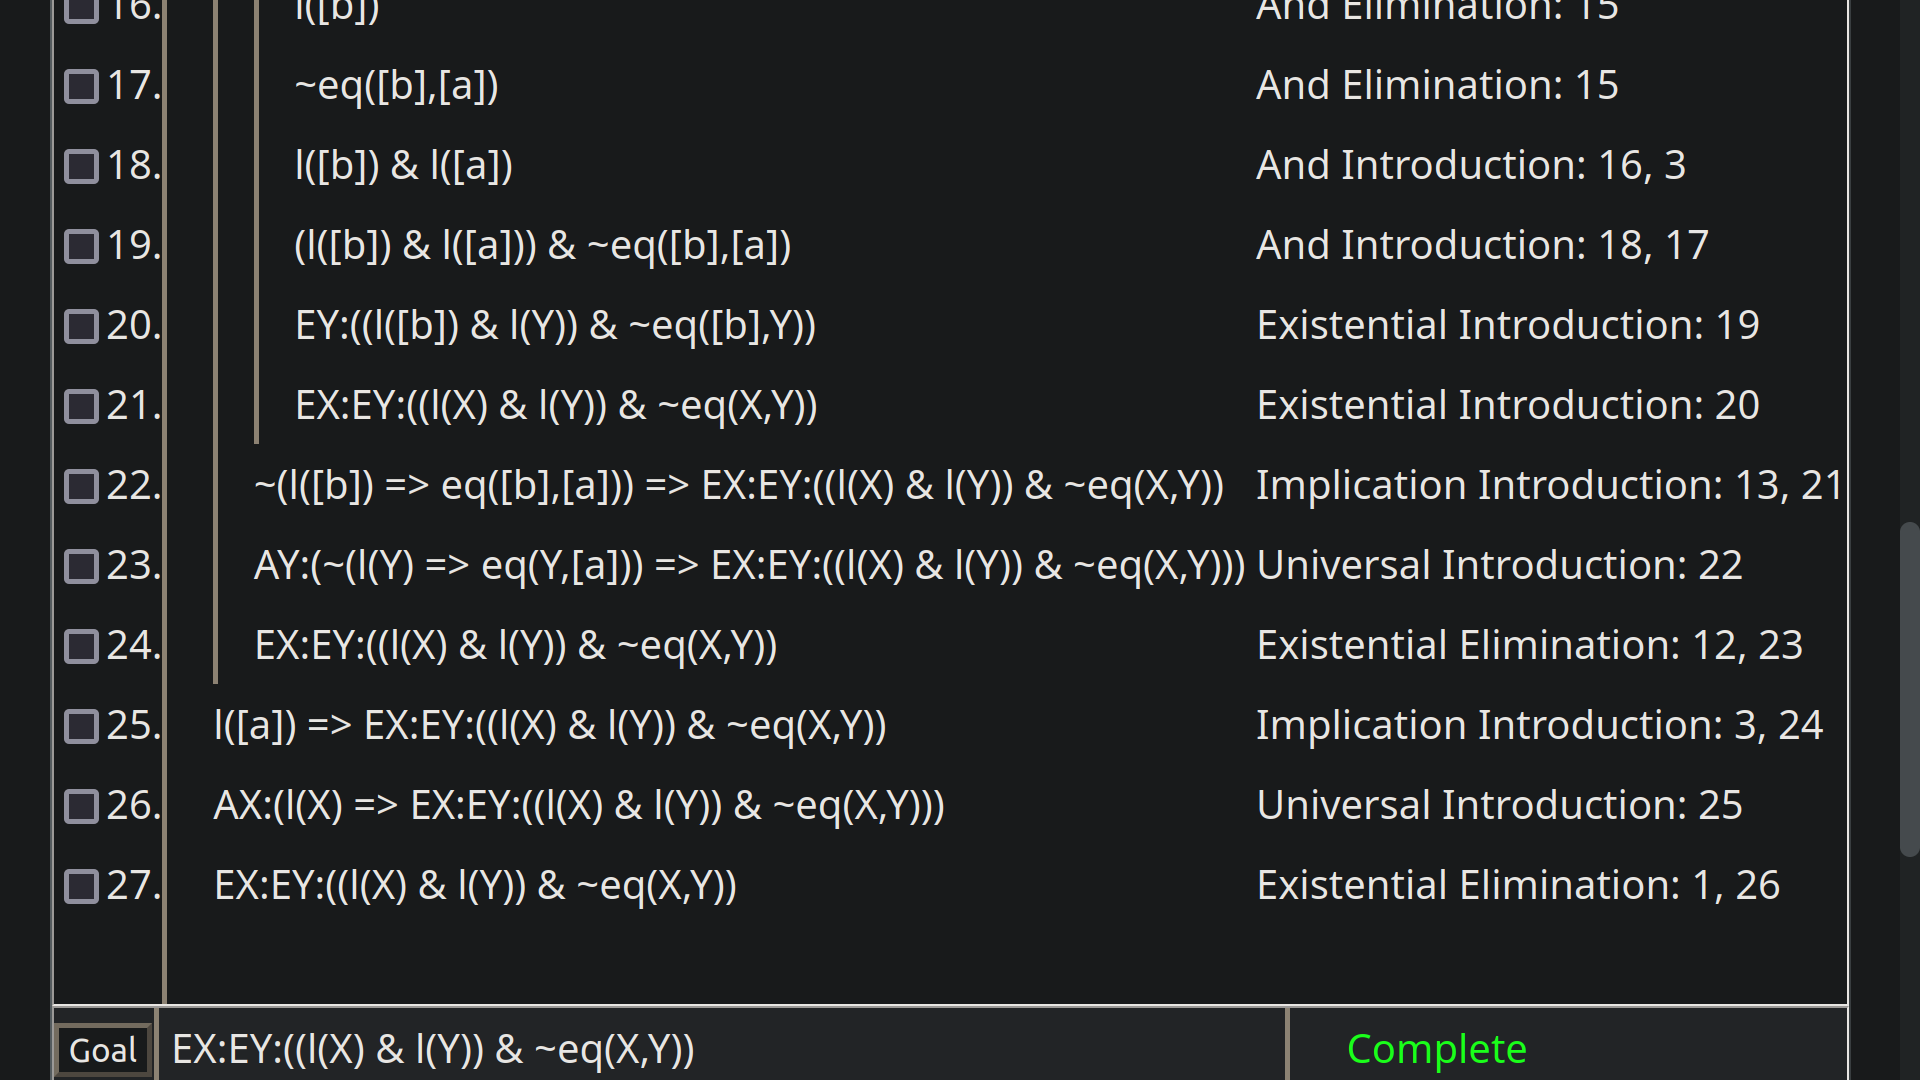 16. l([b]) And Elimination: 15
17. ~eq([b],[a]) And Elimination: 15
18. l([b]) & l([a]) And Introduction: 16, 3
19. (l([b]) & l([a])) & ~eq([b],[a]) And Introduction: 18, 17
20. EY:((l([b]) & l(Y)) & ~eq([b],Y)) Existential Introduction: 19
21. EX:EY:((l(X) & l(Y)) & ~eq(X,Y)) Existential Introduction: 20
22. ~(l([b]) => eq([b],[a])) => EX:EY:((l(X) & l(Y)) & ~eq(X,Y)) Implication Introduction: 13, 21
23. AY:(~(l(Y) => eq(Y,[a])) => EX:EY:((l(X) & l(Y)) & ~eq(X,Y))) Universal Introduction: 22
24. EX:EY:((l(X) & l(Y)) & ~eq(X,Y)) Existential Elimination: 12, 23
25. l([a]) => EX:EY:((l(X) & l(Y)) & ~eq(X,Y)) Implication Introduction: 3, 24
26. AX:(l(X) => EX:EY:((l(X) & l(Y)) & ~eq(X,Y))) Universal Introduction: 25
27. EX:EY:((l(X) & l(Y)) & ~eq(X,Y)) Existential Elimination: 1, 26
Goal EX:EY:((l(X) & l(Y)) & ~eq(X,Y)) Complete